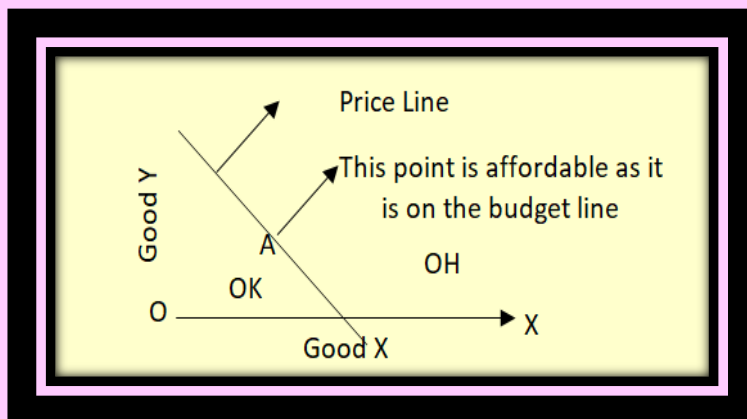 Price Line
This point is affordable as it
is on the budget line
Good Y
A
OH
OK
O
X
Good X